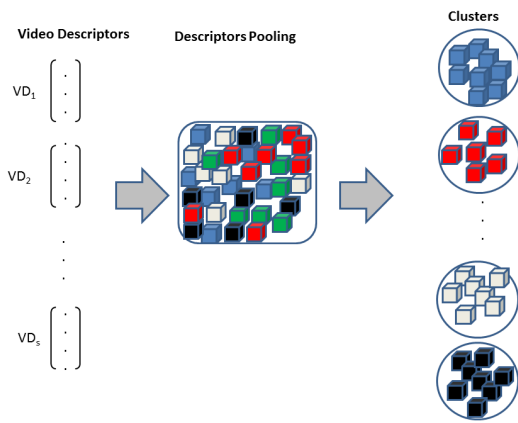 Clusters
Video Descriptors
Descriptors Pooling
VD1
VD2
VDs